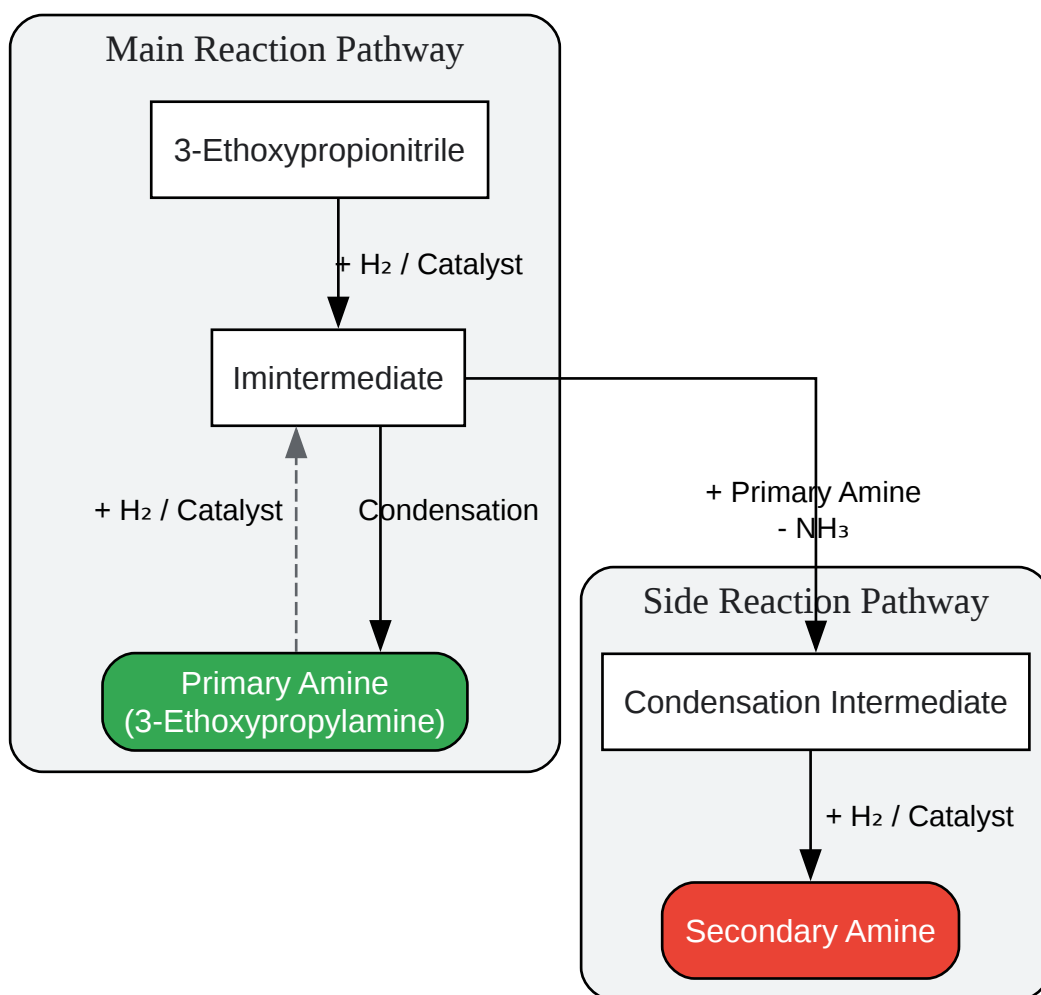 Main Reaction Pathway
3-Ethoxypropionitrile
+ H₂ / Catalyst
Imintermediate
+ H₂ / Catalyst
Condensation
Primary Amine
(3-Ethoxypropylamine)
+ Primary Amine
- NH₃
Side Reaction Pathway
Condensation Intermediate
+ H₂ / Catalyst
Secondary Amine